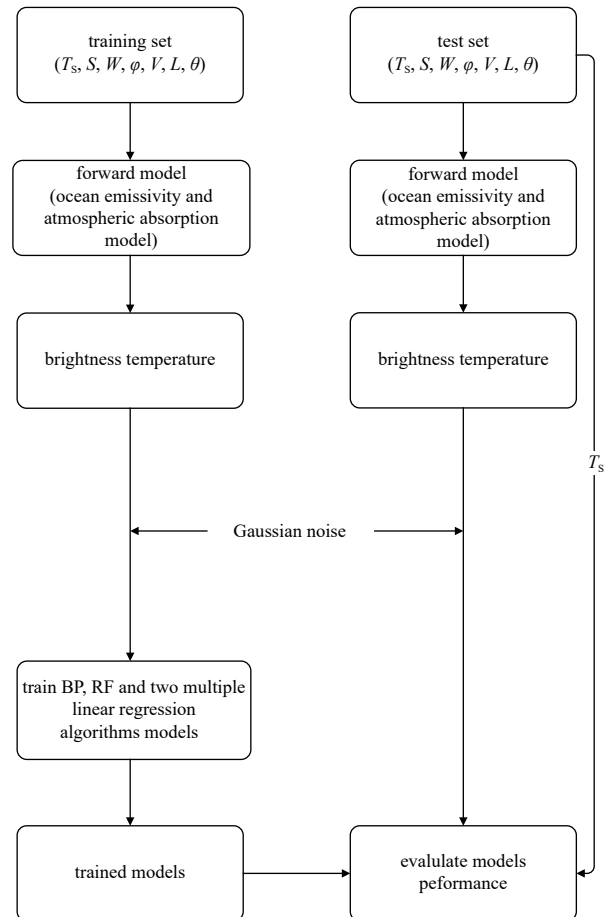 training set
(Ts, S, W, φ, V, L, θ)
test set
(Ts, S, W, φ, V, L, θ)
forward model
(ocean emissivity and
atmospheric absorption
model)
forward model
(ocean emissivity and
atmospheric absorption
model)
brightness temperature
brightness temperature
Ts
Gaussian noise
train BP, RF and two multiple
linear regression
algorithms models
trained models
evalulate models
peformance